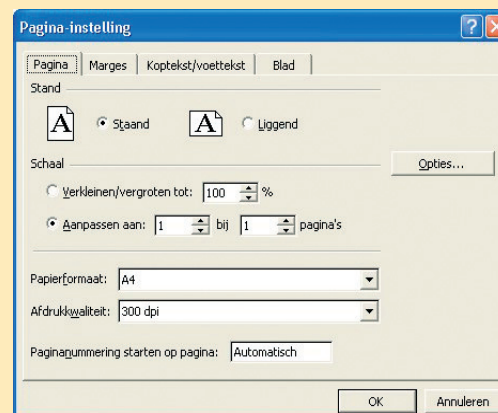 Pagina-instelling
Pagina Marges Koptekst/voettekst Blad
Stand
A Staand A Liggend
Schaal
Opties...
Verkleinen/vergroten tot: 100 %
Aanpassen aan: 1 bij 1 pagina's
Papierformaat: A4
Afdrukkwaliteit: 300 dpi
Paginanummering starten op pagina: Automatisch
OK Annuleren